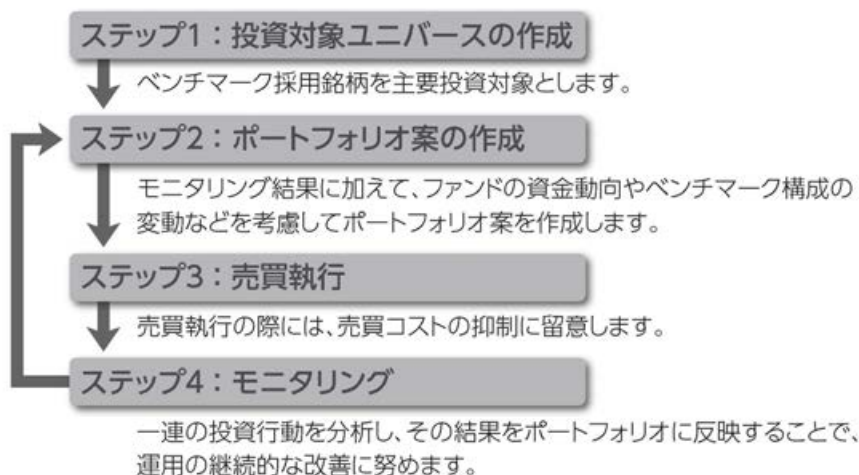 ステップ1：投資対象ユニバースの作成
ベンチマーク採用銘柄を主要投資対象とします。
ステップ2：ポートフォリオ案の作成
モニタリング結果に加えて、ファンドの資金動向やベンチマーク構成の
変動などを考慮してポートフォリオ案を作成します。
ステップ3：売買執行
売買執行の際には、売買コストの抑制に留意します。
ステップ4：モニタリング
一連の投資行動を分析し、その結果をポートフォリオに反映することで、
運用の継続的な改善に努めます。